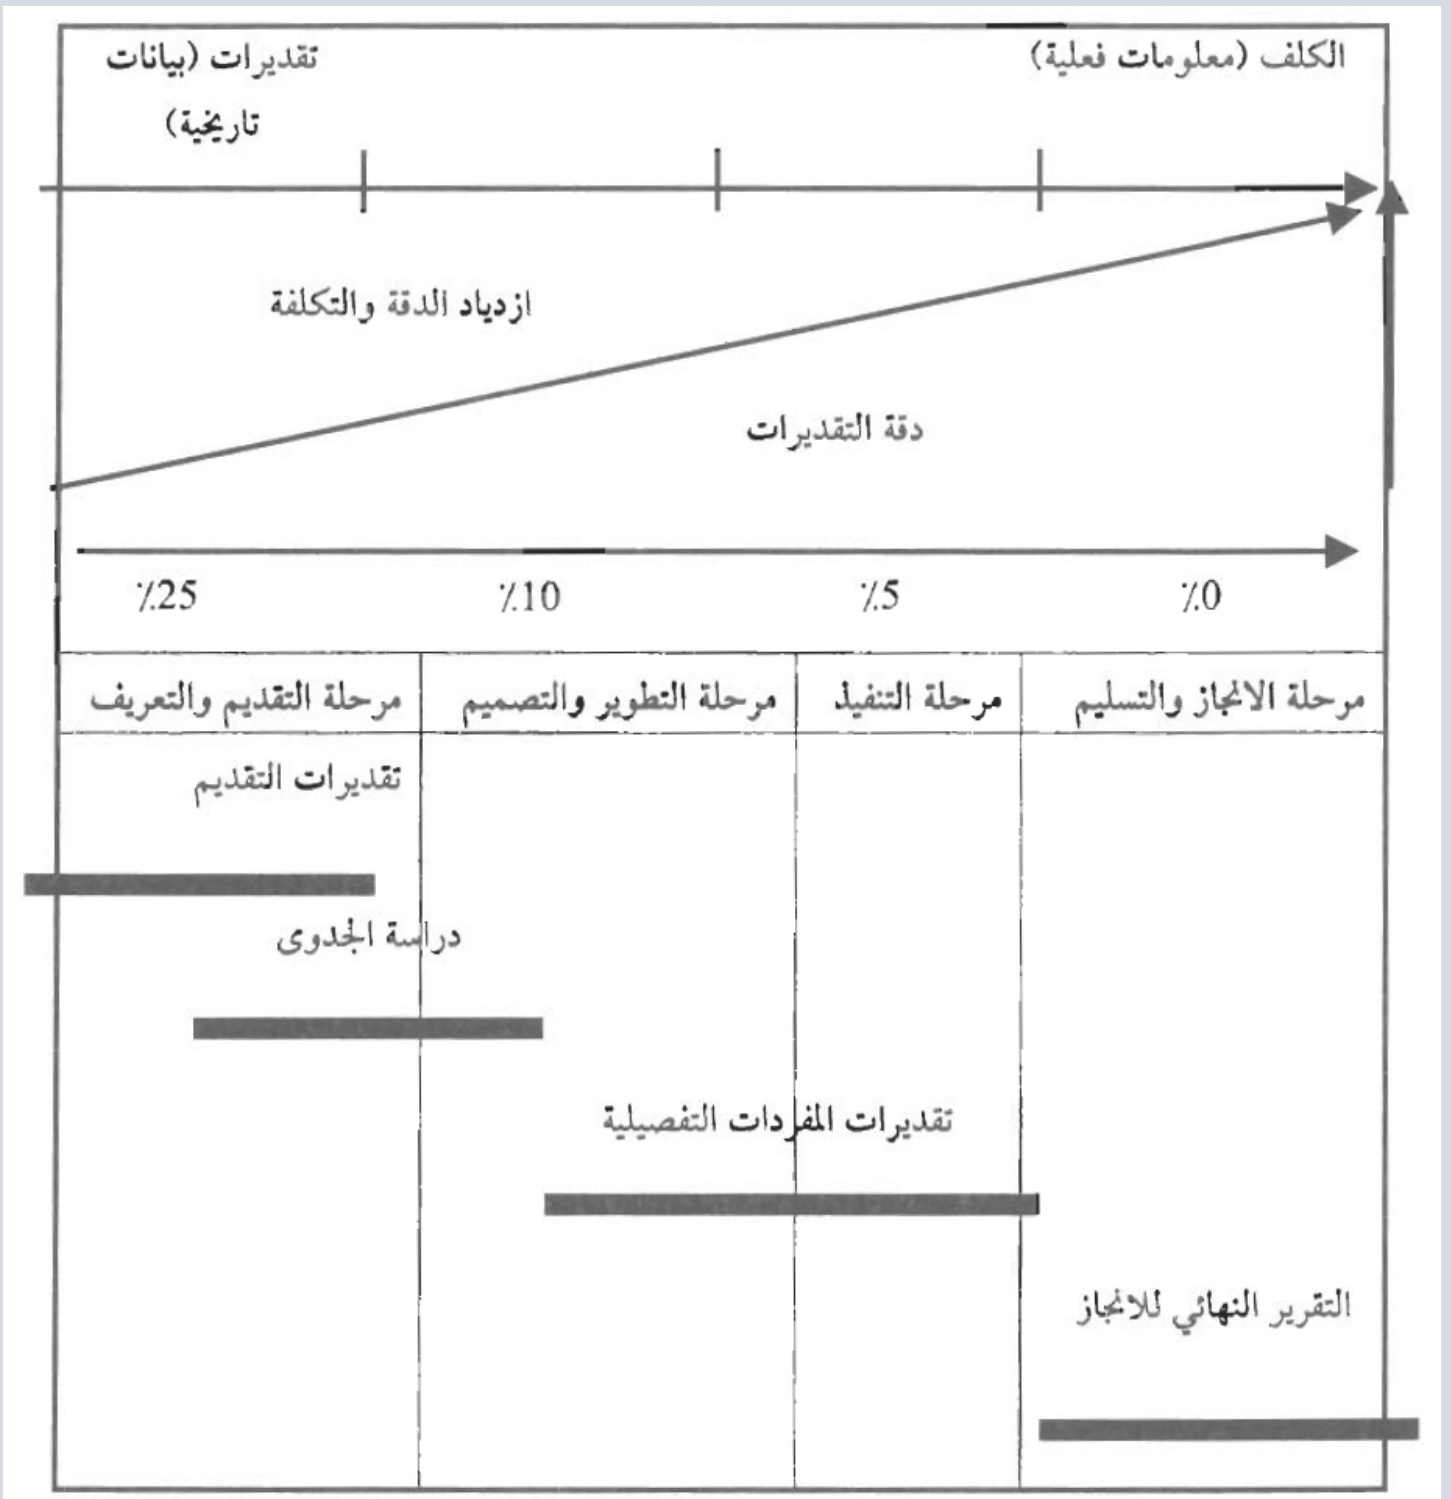 الكلف (معلومات فعلية)
تقديرات (بيانات
تاريخية)
ازدياد الدقة والتكلفة
دقة التقديرات
٪25 ٪10 ٪5 ٪0
مرحلة التقديم والتعريف
مرحلة التطوير والتصميم
مرحلة التنفيذ
مرحلة الانجاز والتسليم
تقديرات التقديم
دراسة الجدوى
تقديرات المفردات التفصيلية
التقرير النهائي للانجاز